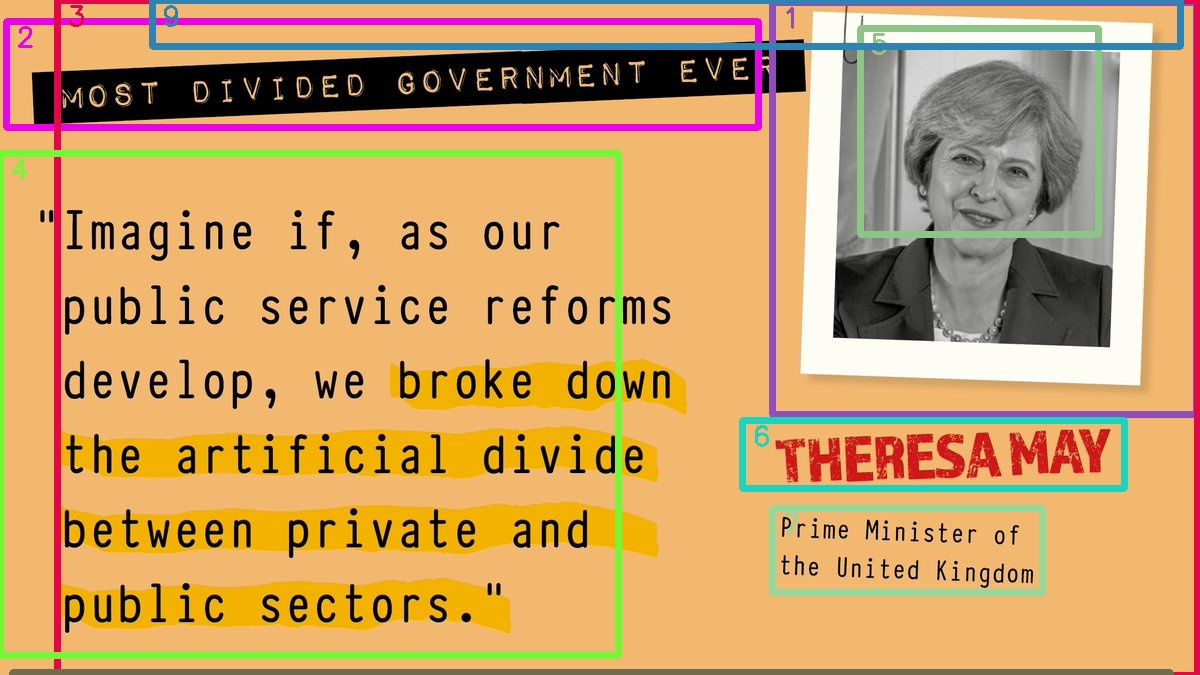 MOST DIVIDED GOVERNMENT EVER
"Imagine if, as our
public service reforms
develop, we broke down
the artificial divide
between private and
public sectors."
THERESA MAY
Prime Minister of
the United Kingdom